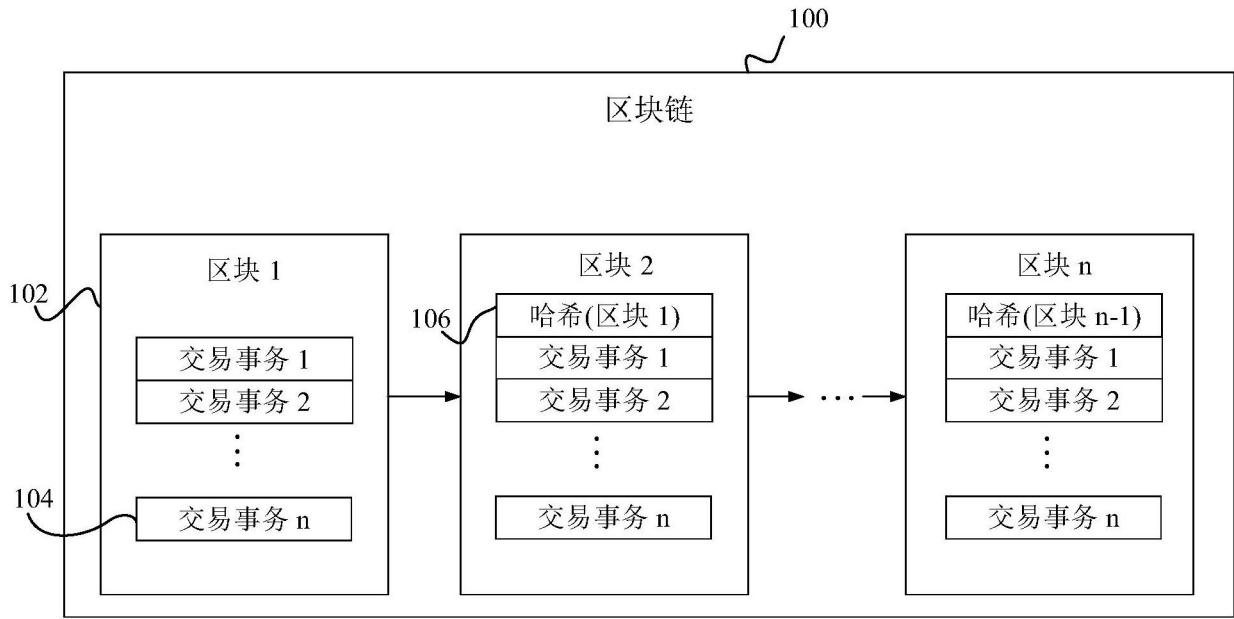 100
区块链
102
区块 1
交易事务 1
交易事务 2
⋮
104
交易事务 n
区块 2
106
哈希(区块 1)
交易事务 1
交易事务 2
⋮
交易事务 n
…
区块 n
哈希(区块 n-1)
交易事务 1
交易事务 2
⋮
交易事务 n